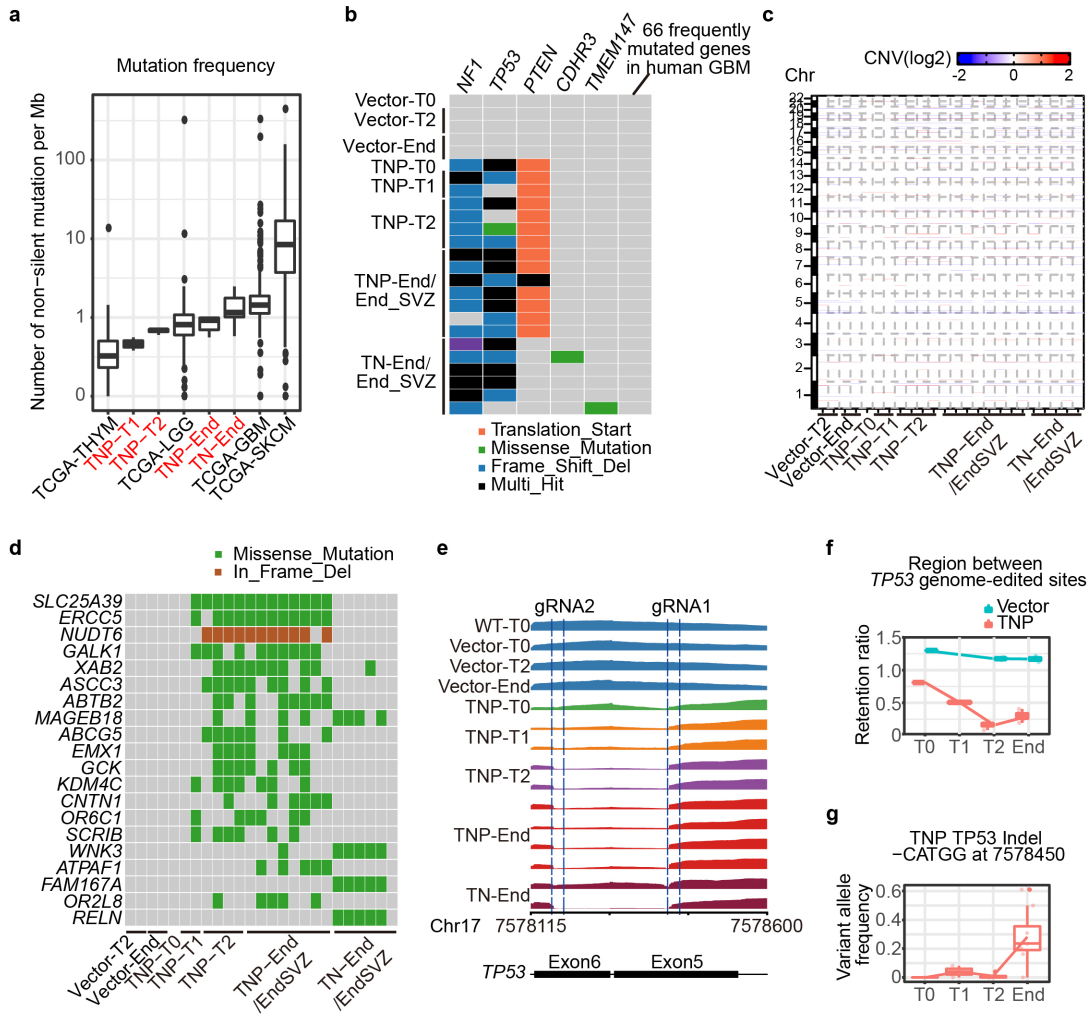 a
Mutation frequency
Number of non−silent mutation per Mb
100
10
1
0
TCGA−THYM
TNP−T1
TNP−T2
TCGA−LGG
TNP−End
TN−End
TCGA−GBM
TCGA−SKCM
b
NF1
TP53
PTEN
CDHR3
TMEM147
66 frequently
mutated genes
in human GBM
Vector-T0
Vector-T2
Vector-End
TNP-T0
TNP-T1
TNP-T2
TNP-End/
End_SVZ
TN-End/
End_SVZ
Translation_Start
Missense_Mutation
Frame_Shift_Del
Multi_Hit
c
CNV(log2)
-2
0
2
Chr
22
20
19
18
17
16
15
14
13
12
11
10
9
8
7
6
5
4
3
2
1
Vector-T2
Vector-End
TNP-T0
TNP-T1
TNP-T2
TNP-End
/EndSVZ
TN-End
/EndSVZ
d
Missense_Mutation
In_Frame_Del
SLC25A39
ERCC5
NUDT6
GALK1
XAB2
ASCC3
ABTB2
MAGEB18
ABCG5
EMX1
GCK
KDM4C
CNTN1
OR6C1
SCRIB
WNK3
ATPAF1
FAM167A
OR2L8
RELN
Vector-T2
Vector-End
TNP-T0
TNP-T1
TNP-T2
TNP-End
/EndSVZ
TN-End
/EndSVZ
e
gRNA2
gRNA1
WT-T0
Vector-T0
Vector-T2
Vector-End
TNP-T0
TNP-T1
TNP-T2
TNP-End
TN-End
Chr17
7578115
7578600
TP53
Exon6
Exon5
f
Region between
TP53 genome-edited sites
Vector
TNP
Retention ratio
1.5
1.0
0.5
0
T0
T1
T2
End
g
TNP TP53 Indel
−CATGG at 7578450
Variant allele
frequency
0.6
0.4
0.2
0
T0
T1
T2
End